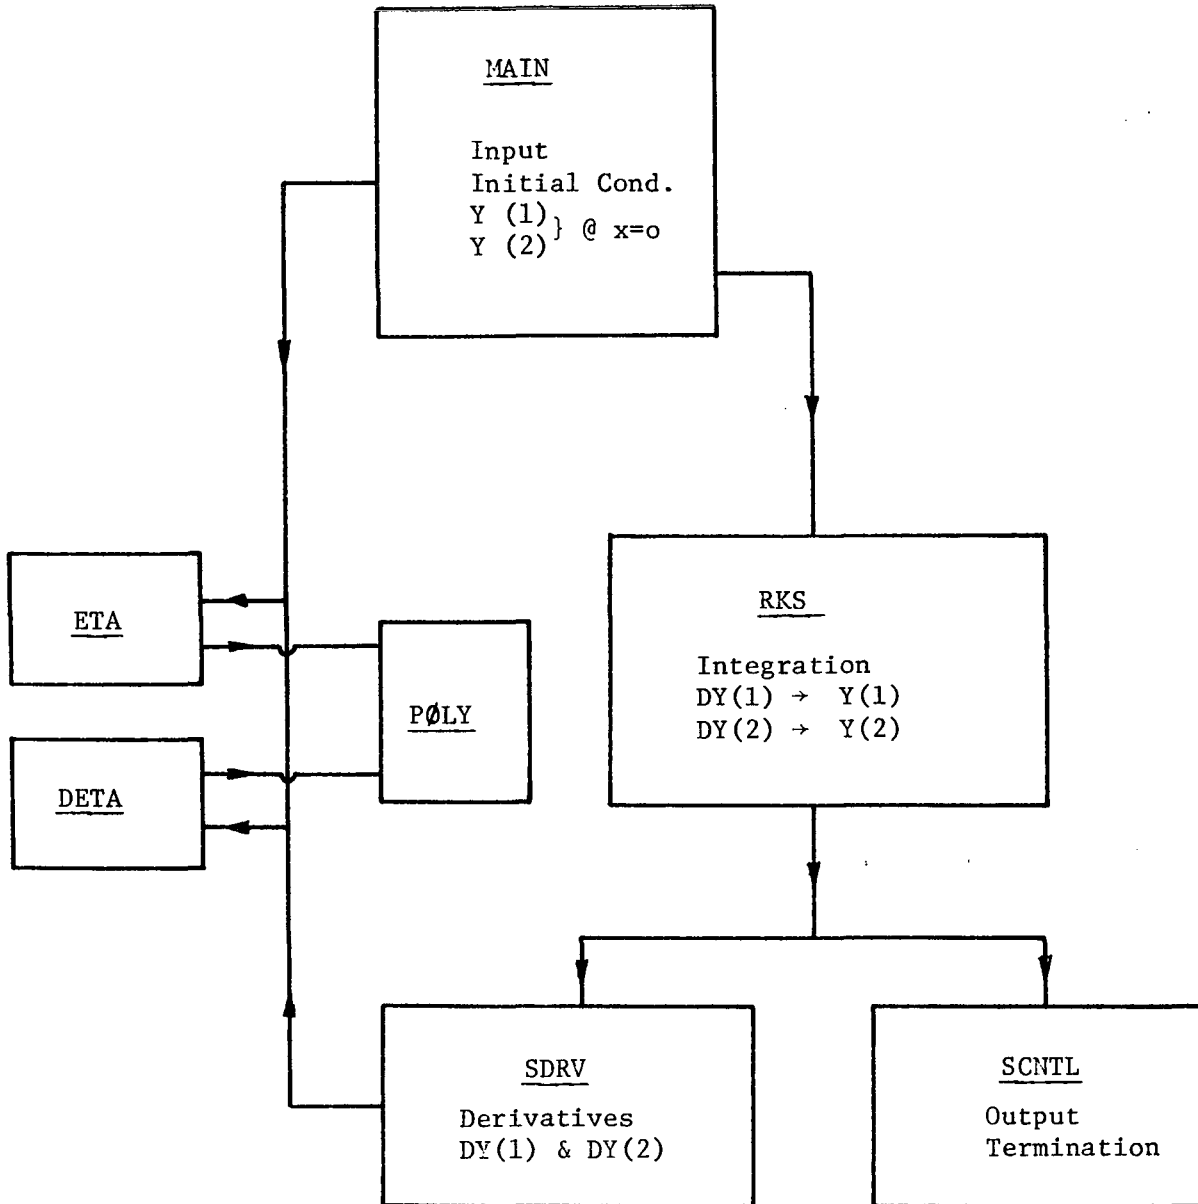 MAIN
Input
Initial Cond.
Y (1)
Y (2) } @ x=o
ETA
PØLY
DETA
RKS
Integration
DY(1) → Y(1)
DY(2) → Y(2)
SDRV
Derivatives
DY(1) & DY(2)
SCNTL
Output
Termination